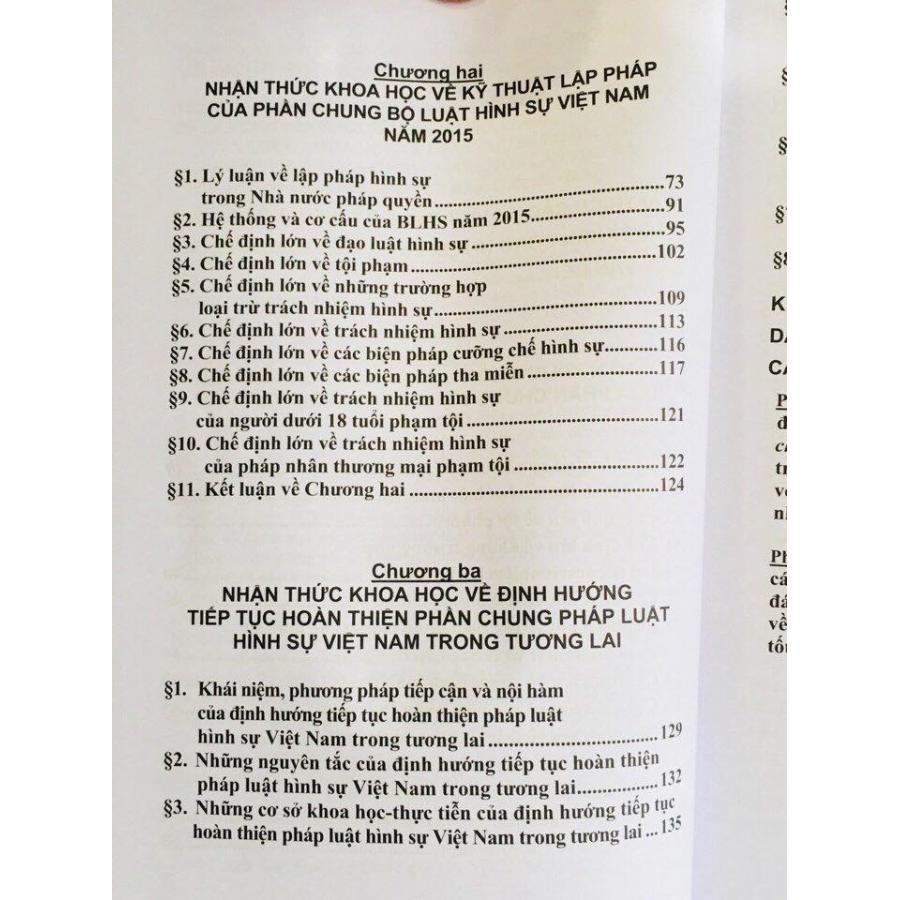 Chương hai
NHẬN THỨC KHOA HỌC VỀ KỸ THUẬT LẬP PHÁP
CỦA PHẦN CHUNG BỘ LUẬT HÌNH SỰ VIỆT NAM
NĂM 2015
§1. Lý luận về lập pháp hình sự
trong Nhà nước pháp quyền..........73
§2. Hệ thống và cơ cấu của BLHS năm 2015..........91
§3. Chế định lớn về đạo luật hình sự..........95
§4. Chế định lớn về tội phạm..........102
§5. Chế định lớn về những trường hợp
loại trừ trách nhiệm hình sự..........109
§6. Chế định lớn về trách nhiệm hình sự..........113
§7. Chế định lớn về các biện pháp cưỡng chế hình sự..........116
§8. Chế định lớn về các biện pháp tha miễn..........117
§9. Chế định lớn về trách nhiệm hình sự
của người dưới 18 tuổi phạm tội..........121
§10. Chế định lớn về trách nhiệm hình sự
của pháp nhân thương mại phạm tội..........122
§11. Kết luận về Chương hai..........124
Chương ba
NHẬN THỨC KHOA HỌC VỀ ĐỊNH HƯỚNG
TIẾP TỤC HOÀN THIỆN PHẦN CHUNG PHÁP LUẬT
HÌNH SỰ VIỆT NAM TRONG TƯƠNG LAI
§1. Khái niệm, phương pháp tiếp cận và nội hàm
của định hướng tiếp tục hoàn thiện pháp luật
hình sự Việt Nam trong tương lai..........129
§2. Những nguyên tắc của định hướng tiếp tục hoàn thiện
pháp luật hình sự Việt Nam trong tương lai..........132
§3. Những cơ sở khoa học-thực tiễn của định hướng tiếp tục
hoàn thiện pháp luật hình sự Việt Nam trong tương lai...135